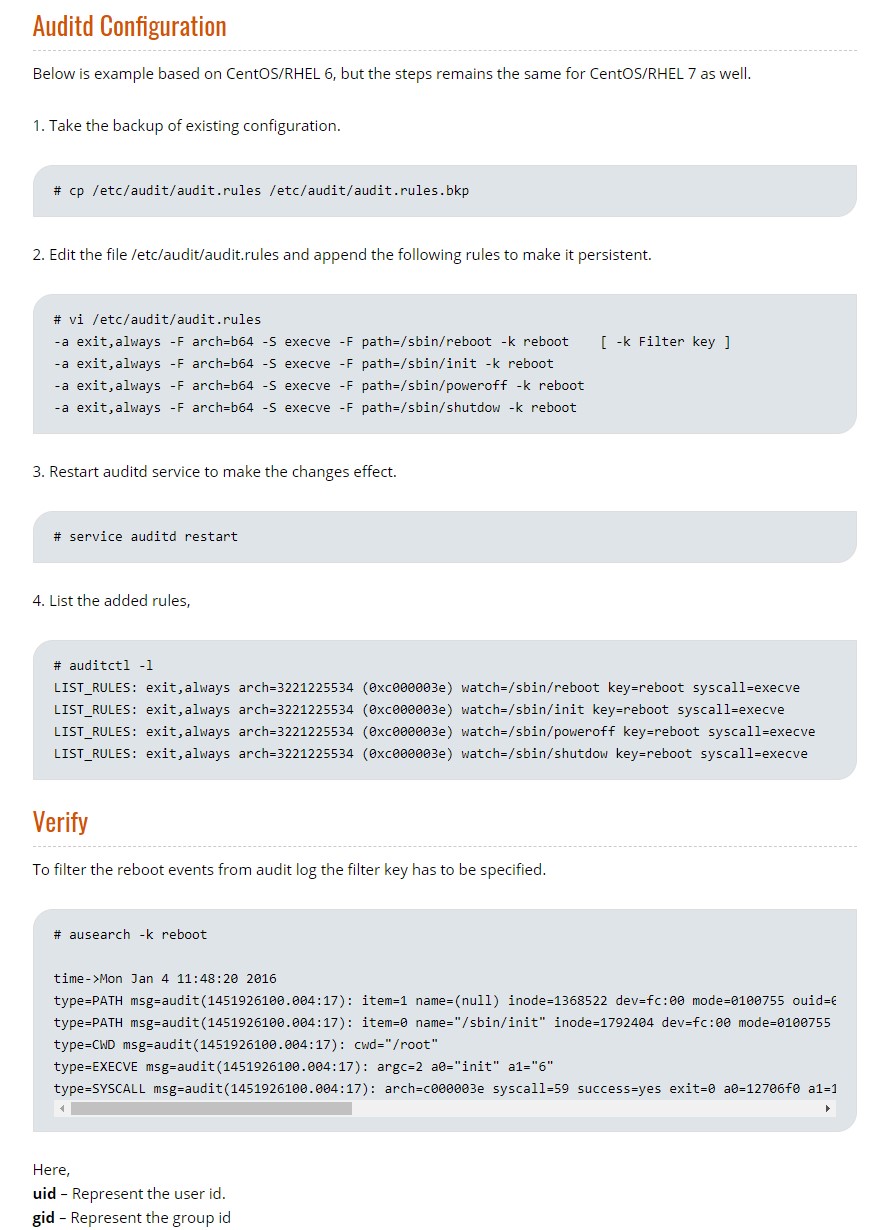 Auditd Configuration
Below is example based on CentOS/RHEL 6, but the steps remains the same for CentOS/RHEL 7 as well.
1. Take the backup of existing configuration.
# cp /etc/audit/audit.rules /etc/audit/audit.rules.bkp
2. Edit the file /etc/audit/audit.rules and append the following rules to make it persistent.
# vi /etc/audit/audit.rules
-a exit,always -F arch=b64 -S execve -F path=/sbin/reboot -k reboot    [ -k Filter key ]
-a exit,always -F arch=b64 -S execve -F path=/sbin/init -k reboot
-a exit,always -F arch=b64 -S execve -F path=/sbin/poweroff -k reboot
-a exit,always -F arch=b64 -S execve -F path=/sbin/shutdow -k reboot
3. Restart auditd service to make the changes effect.
# service auditd restart
4. List the added rules,
# auditctl -l
LIST_RULES: exit,always arch=3221225534 (0xc000003e) watch=/sbin/reboot key=reboot syscall=execve
LIST_RULES: exit,always arch=3221225534 (0xc000003e) watch=/sbin/init key=reboot syscall=execve
LIST_RULES: exit,always arch=3221225534 (0xc000003e) watch=/sbin/poweroff key=reboot syscall=execve
LIST_RULES: exit,always arch=3221225534 (0xc000003e) watch=/sbin/shutdow key=reboot syscall=execve
Verify
To filter the reboot events from audit log the filter key has to be specified.
# ausearch -k reboot
time->Mon Jan 4 11:48:20 2016
type=PATH msg=audit(1451926100.004:17): item=1 name=(null) inode=1368522 dev=fc:00 mode=0100755 ouid=
type=PATH msg=audit(1451926100.004:17): item=0 name="/sbin/init" inode=1792404 dev=fc:00 mode=0100755
type=CWD msg=audit(1451926100.004:17): cwd="/root"
type=EXECVE msg=audit(1451926100.004:17): argc=2 a0="init" a1="6"
type=SYSCALL msg=audit(1451926100.004:17): arch=c000003e syscall=59 success=yes exit=0 a0=12706f0 a1=1
Here,
uid – Represent the user id.
gid – Represent the group id